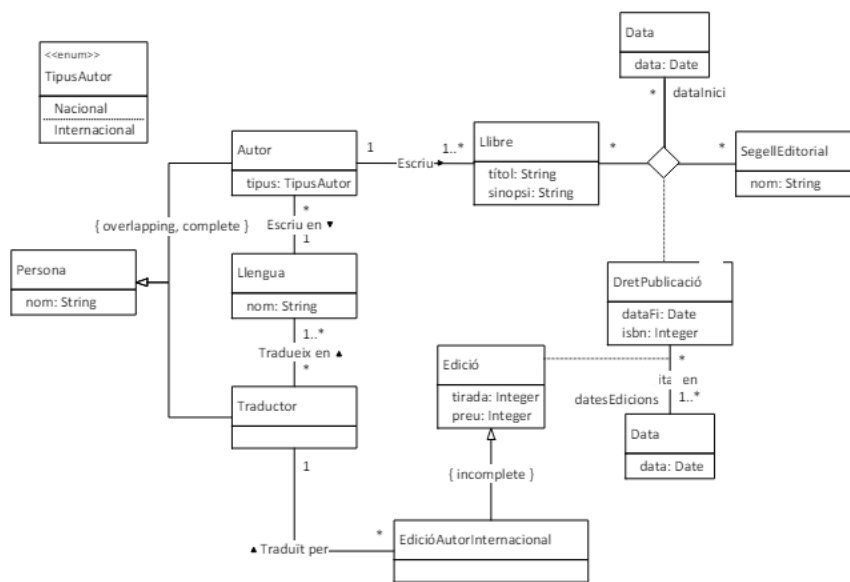 Data
data: Date
<<enum>>
TipusAutor
Nacional
Internacional
* dataInici
Autor
tipus: TipusAutor
1
Escriu
1..*
Llibre
títol: String
sinopsi: String
*
*
SegellEditorial
nom: String
{ overlapping, complete }
*
Escriu en
1
Persona
nom: String
Llengua
nom: String
DretPublicació
dataFi: Date
isbn: Integer
1..*
Tradueix en
*
Edició
tirada: Integer
preu: Integer
*
en
datesEdicions
1..*
Traductor
Data
data: Date
1
{ incomplete }
Traduït per
*
EdicióAutorInternacional